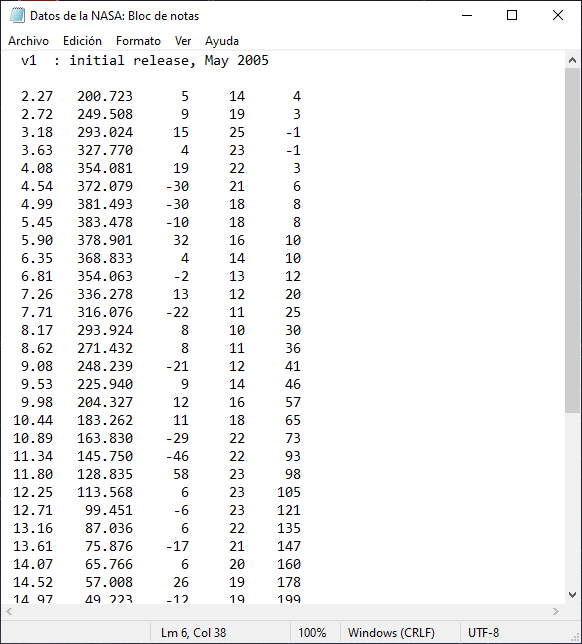 Datos de la NASA: Bloc de notas
Archivo Edición Formato Ver Ayuda
v1 : initial release, May 2005
2.27 200.723 5 14 4
2.72 249.508 9 19 3
3.18 293.024 15 25 -1
3.63 327.770 4 23 -1
4.08 354.081 19 22 3
4.54 372.079 -30 21 6
4.99 381.493 -30 18 8
5.45 383.478 -10 18 8
5.90 378.901 32 16 10
6.35 368.833 4 14 10
6.81 354.063 -2 13 12
7.26 336.278 13 12 20
7.71 316.076 -22 11 25
8.17 293.924 8 10 30
8.62 271.432 8 11 36
9.08 248.239 -21 12 41
9.53 225.940 9 14 46
9.98 204.327 12 16 57
10.44 183.262 11 18 65
10.89 163.830 -29 22 73
11.34 145.750 -46 22 93
11.80 128.835 58 23 98
12.25 113.568 6 23 105
12.71 99.451 -6 23 121
13.16 87.036 6 22 135
13.61 75.876 -17 21 147
14.07 65.766 6 20 160
14.52 57.008 26 19 178
14.97 49.223 -12 19 199
Lm 6, Col 38 100% Windows (CRLF) UTF-8